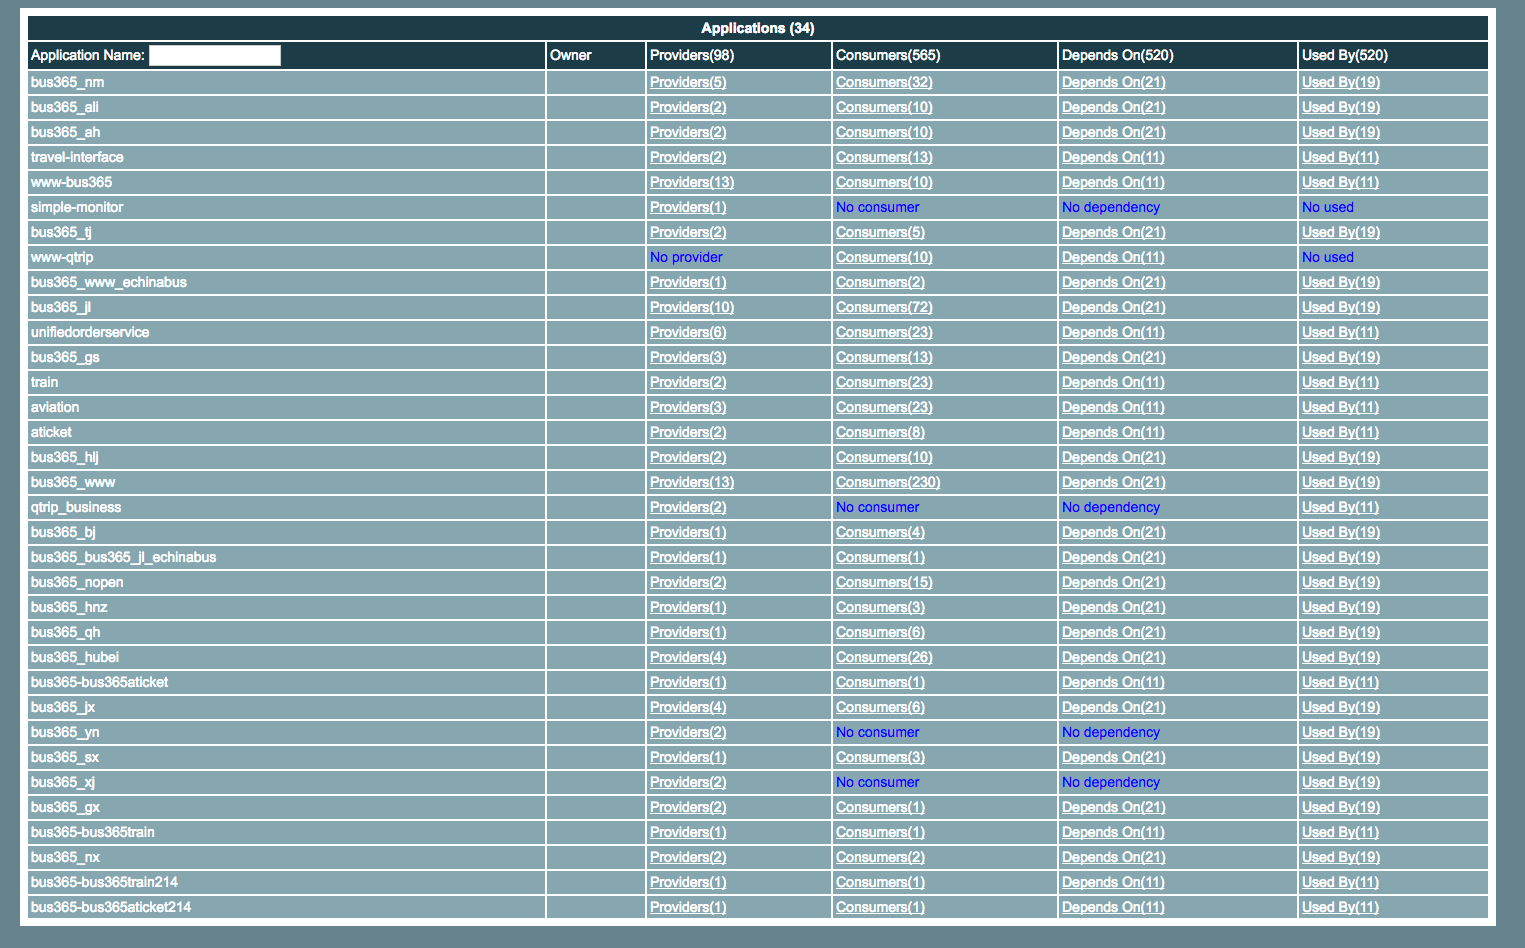 Applications (34)
Application Name: Owner Providers(98) Consumers(565) Depends On(520) Used By(520)
bus365_nm Providers(5) Consumers(32) Depends On(21) Used By(19)
bus365_ali Providers(2) Consumers(10) Depends On(21) Used By(19)
bus365_ah Providers(2) Consumers(10) Depends On(21) Used By(19)
travel-interface Providers(2) Consumers(13) Depends On(11) Used By(11)
www-bus365 Providers(13) Consumers(10) Depends On(11) Used By(11)
simple-monitor Providers(1) No consumer No dependency No used
bus365_tj Providers(2) Consumers(5) Depends On(21) Used By(19)
www-qtrip No provider Consumers(10) Depends On(11) No used
bus365_www_echinabus Providers(1) Consumers(2) Depends On(21) Used By(19)
bus365_jl Providers(10) Consumers(72) Depends On(21) Used By(19)
unifiedorderservice Providers(6) Consumers(23) Depends On(11) Used By(11)
bus365_gs Providers(3) Consumers(13) Depends On(21) Used By(19)
train Providers(2) Consumers(23) Depends On(11) Used By(11)
aviation Providers(3) Consumers(23) Depends On(11) Used By(11)
aticket Providers(2) Consumers(8) Depends On(11) Used By(11)
bus365_hlj Providers(2) Consumers(10) Depends On(21) Used By(19)
bus365_www Providers(13) Consumers(230) Depends On(21) Used By(19)
qtrip_business Providers(2) No consumer No dependency Used By(11)
bus365_bj Providers(1) Consumers(4) Depends On(21) Used By(19)
bus365_bus365_jl_echinabus Providers(1) Consumers(1) Depends On(21) Used By(19)
bus365_nopen Providers(2) Consumers(15) Depends On(21) Used By(19)
bus365_hnz Providers(1) Consumers(3) Depends On(21) Used By(19)
bus365_qh Providers(1) Consumers(6) Depends On(21) Used By(19)
bus365_hubei Providers(4) Consumers(26) Depends On(21) Used By(19)
bus365-bus365aticket Providers(1) Consumers(1) Depends On(11) Used By(11)
bus365_jx Providers(4) Consumers(6) Depends On(21) Used By(19)
bus365_yn Providers(2) No consumer No dependency Used By(19)
bus365_sx Providers(1) Consumers(3) Depends On(21) Used By(19)
bus365_xj Providers(2) No consumer No dependency Used By(19)
bus365_gx Providers(2) Consumers(1) Depends On(21) Used By(19)
bus365-bus365train Providers(1) Consumers(1) Depends On(11) Used By(11)
bus365_nx Providers(2) Consumers(2) Depends On(21) Used By(19)
bus365-bus365train214 Providers(1) Consumers(1) Depends On(11) Used By(11)
bus365-bus365aticket214 Providers(1) Consumers(1) Depends On(11) Used By(11)